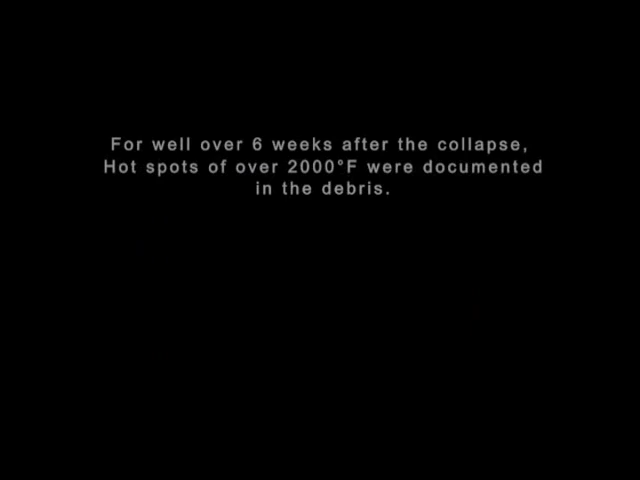 For well over 6 weeks after the collapse,
Hot spots of over 2000°F were documented
in the debris.